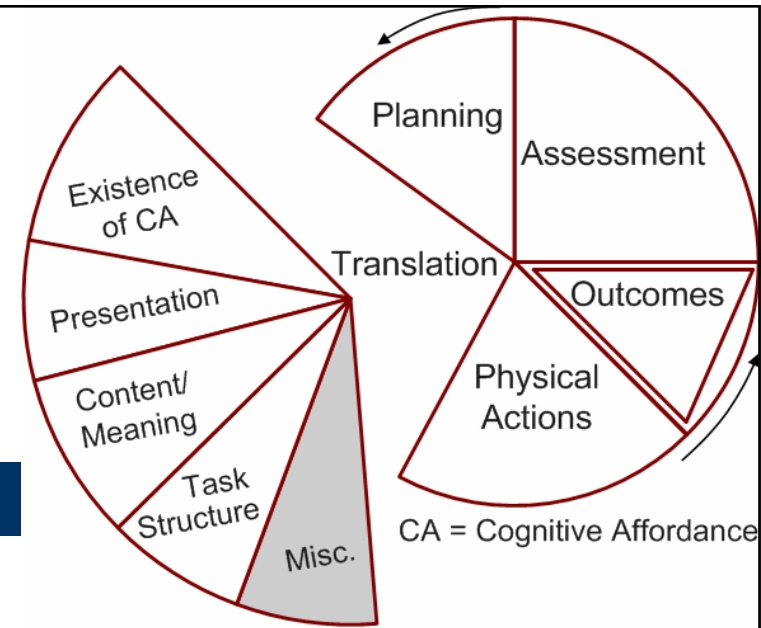 Planning
Assessment
Existence
of CA
Translation
Outcomes
Presentation
Physical
Actions
Content/
Meaning
Task
Structure
CA = Cognitive Affordance
Misc.